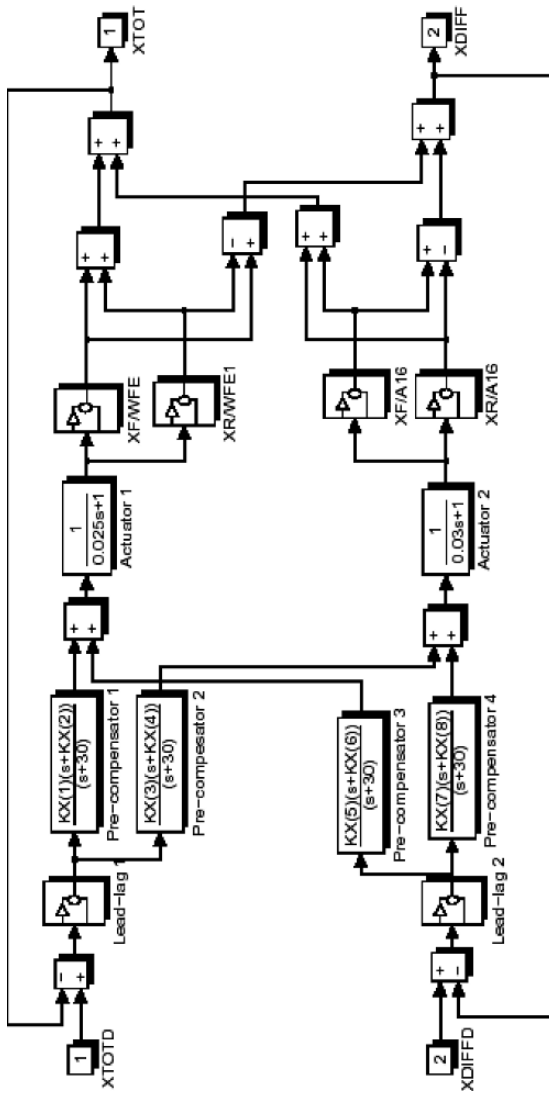 1
XTOTD
- +
Lead-lag 1
KX(1)(s+KX(2))
(s+30)
Pre-compensator 1
KX(3)(s+KX(4))
(s+30)
Pre-compesator 2
+ +
1
0.025s+1
Actuator 1
XF/WFE
XR/WFE1
+ +
- +
+ +
1
XTOT
2
XDIFFD
+ -
Lead-lag 2
KX(5)(s+KX(6))
(s+30)
Pre-compensator 3
KX(7)(s+KX(8))
(s+30)
Pre-compensator 4
+ +
1
0.03s+1
Actuator 2
XF/A16
XR/A16
+ +
+ -
+ +
2
XDIFF